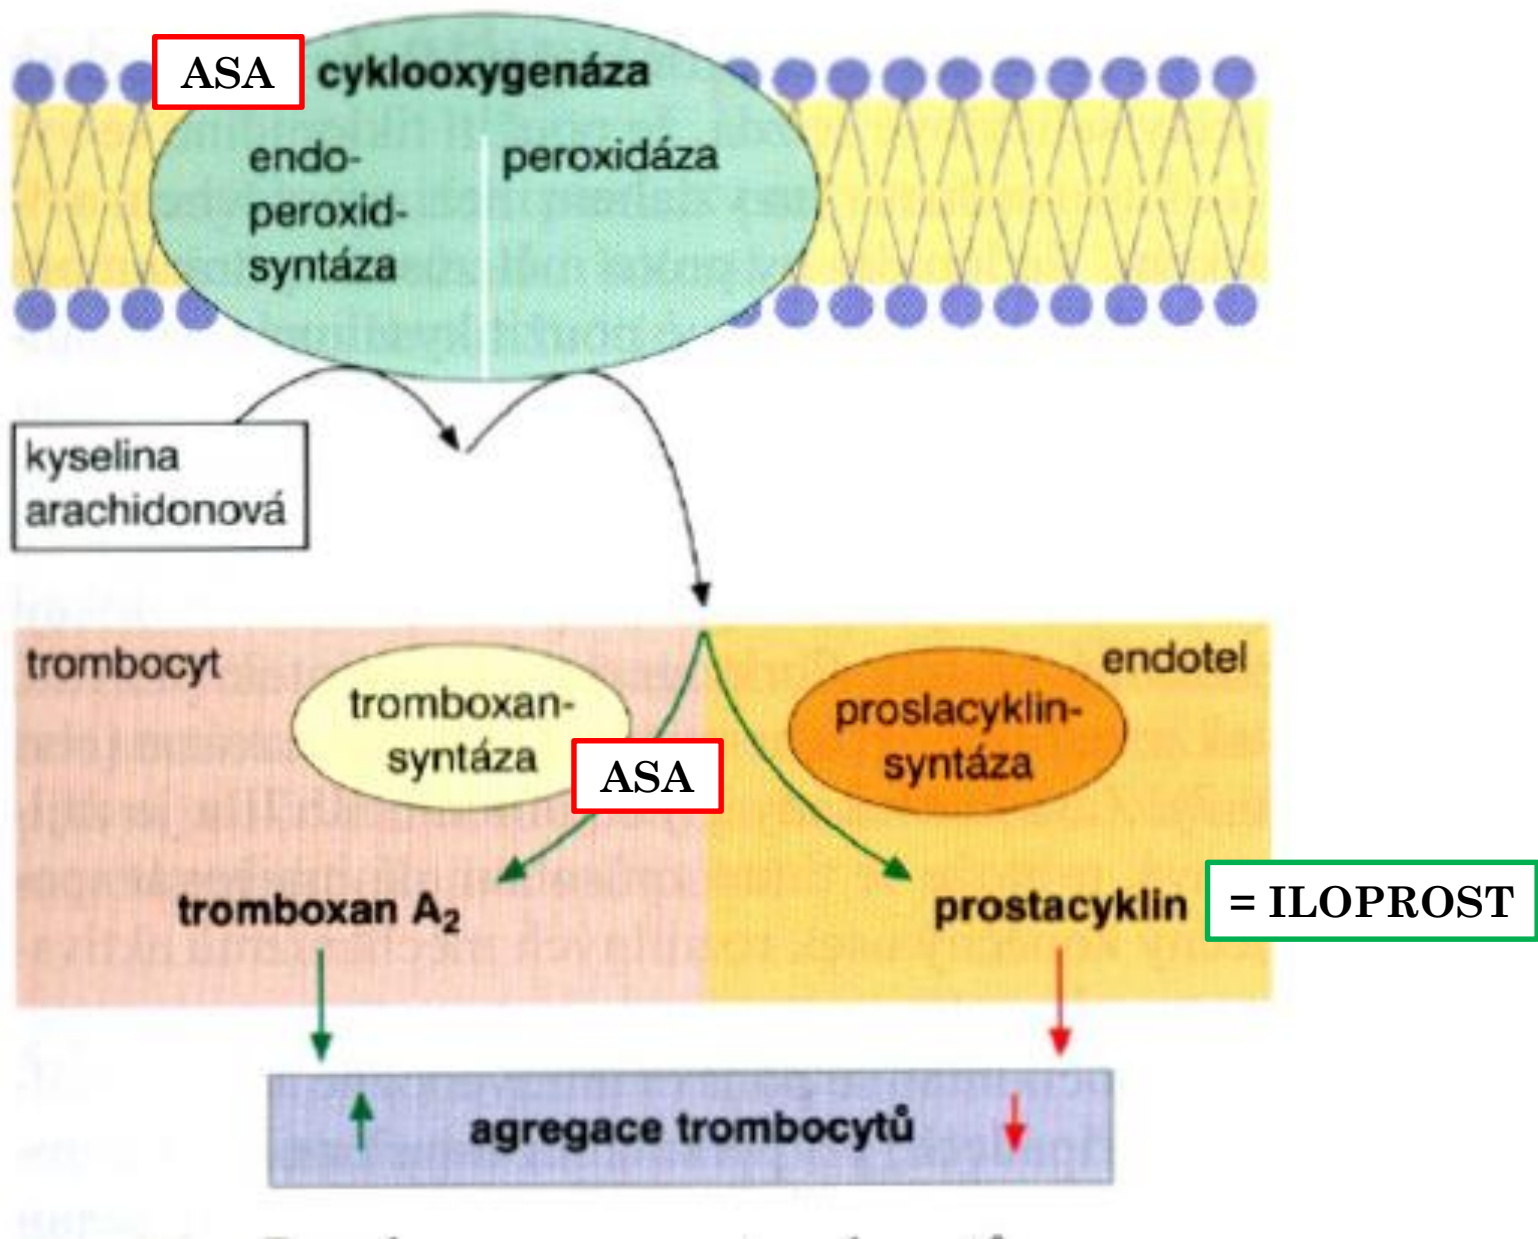 ASA
cyklooxygenáza
endo-
peroxid-
syntáza
peroxidáza
kyselina
arachidonová
trombocyt
tromboxan-
syntáza
ASA
endotel
proslacyklin-
syntáza
tromboxan A₂
prostacyklin
= ILOPROST
agregace trombocytů